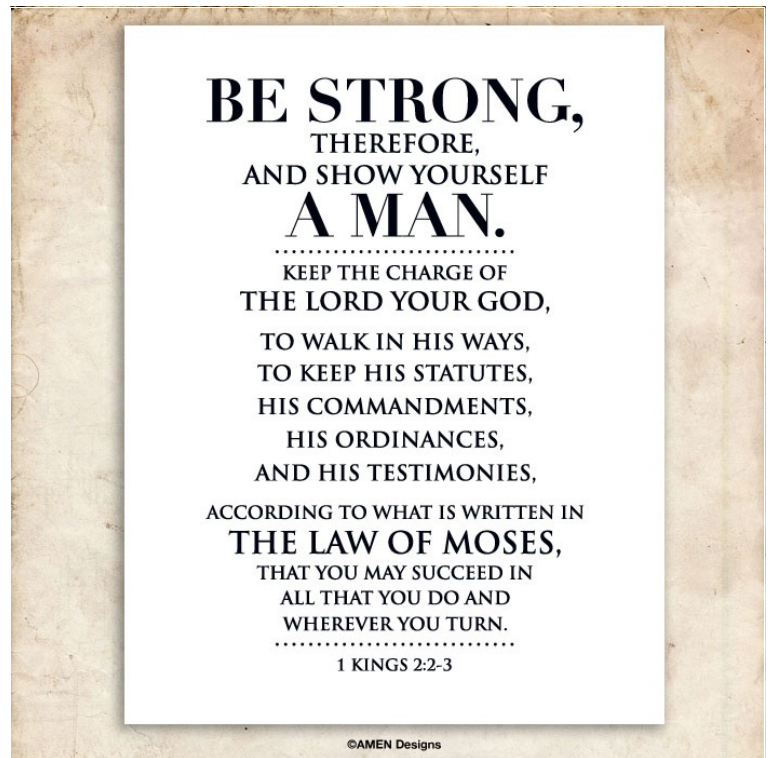 BE STRONG,
THEREFORE,
AND SHOW YOURSELF
A MAN.
KEEP THE CHARGE OF
THE LORD YOUR GOD,
TO WALK IN HIS WAYS,
TO KEEP HIS STATUTES,
HIS COMMANDMENTS,
HIS ORDINANCES,
AND HIS TESTIMONIES,
ACCORDING TO WHAT IS WRITTEN IN
THE LAW OF MOSES,
THAT YOU MAY SUCCEED IN
ALL THAT YOU DO AND
WHEREVER YOU TURN.
1 KINGS 2:2-3
©AMEN Designs